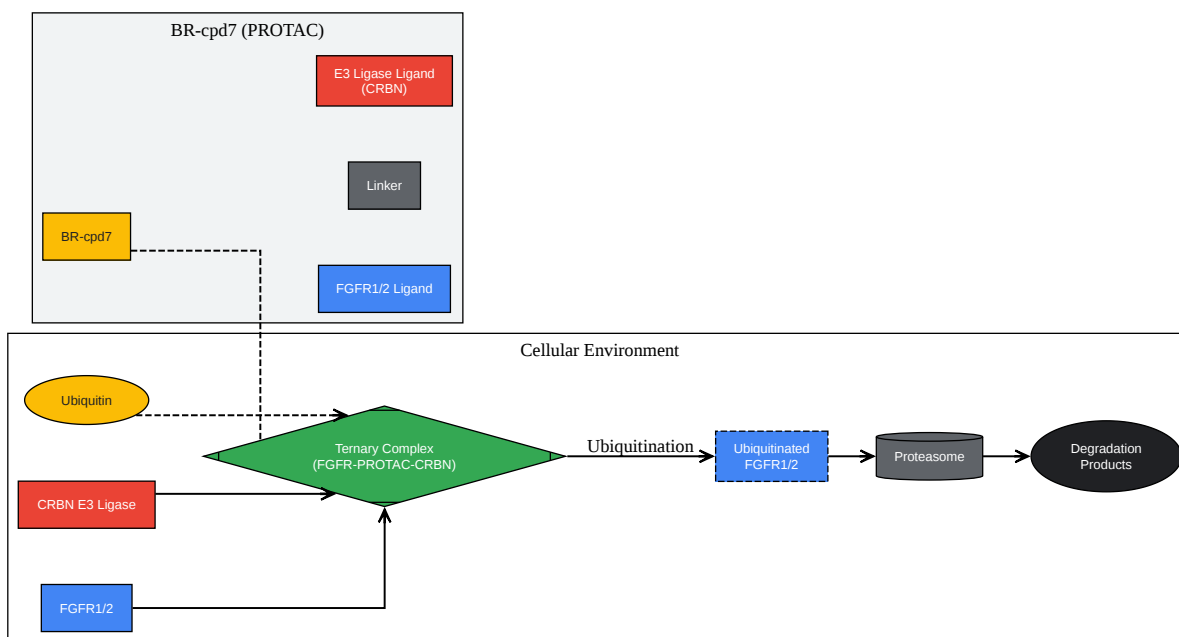 BR-cpd7 (PROTAC)
E3 Ligase Ligand
(CRBN)
Linker
BR-cpd7
FGFR1/2 Ligand
Cellular Environment
Ubiquitin
Ternary Complex
(FGFR-PROTAC-CRBN)
Ubiquitination
Ubiquitinated
FGFR1/2
Proteasome
Degradation
Products
CRBN E3 Ligase
FGFR1/2